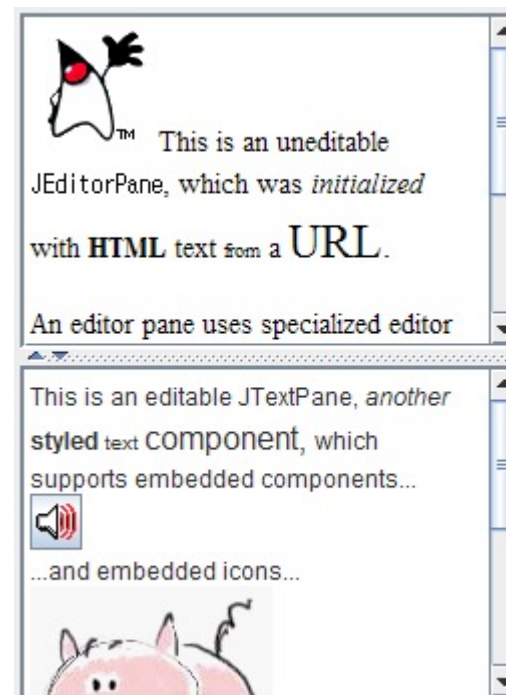 ™ This is an uneditable
JEditorPane, which was initialized
with HTML text from a URL.
An editor pane uses specialized editor
This is an editable JTextPane, another
styled text component, which
supports embedded components...
...and embedded icons...